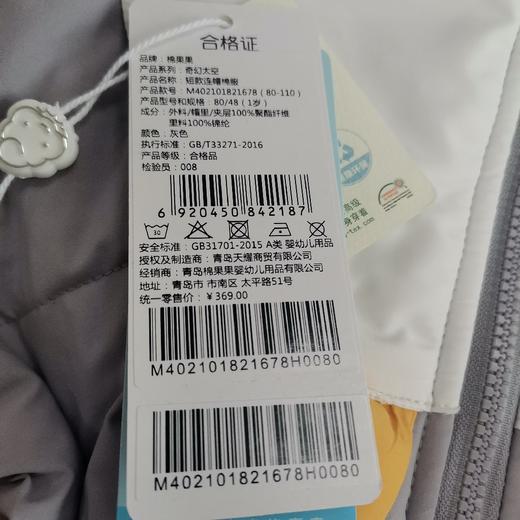 合格证
品牌：棉果果
产品系列：奇幻太空
产品名称：短款连帽棉服
产品款号：M402101821678（80-110）
产品型号和规格：80/48（1岁）
成分：外料/帽里/夹层100%聚酯纤维
里料100%锦纶
颜色：灰色
执行标准：GB/T33271-2016
产品等级：合格品
检验员：008
6 920450 842187
30
安全标准：GB31701-2015 A类 婴幼儿用品
授权及制造商：青岛天熠商贸有限公司
经销商：青岛棉果果婴幼儿用品有限公司
地址：青岛市 市南区 太平路51号
统一零售价：￥369.00
M402101821678H0080
M402101821678H0080
高级
身穿着